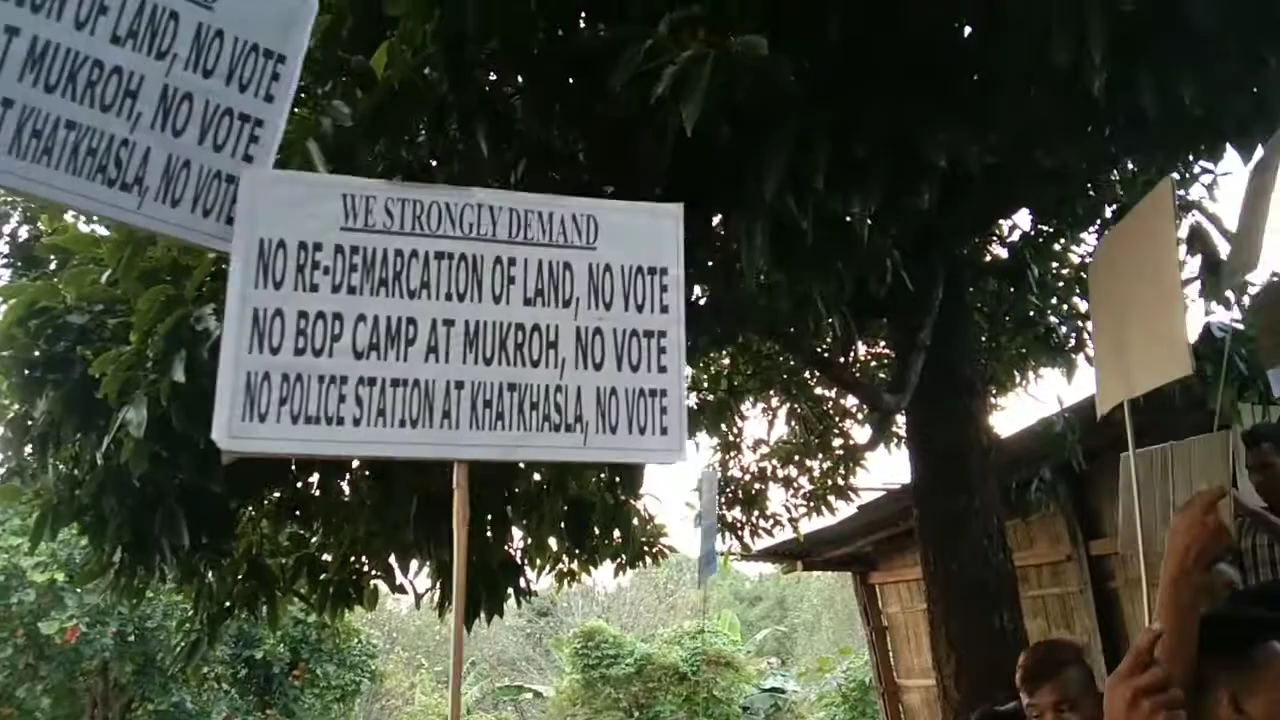 OF LAND, NO VOTE
MUKROH, NO VOTE
KHATKHASLA, NO VOTE
WE STRONGLY DEMAND
NO RE-DEMARCATION OF LAND, NO VOTE
NO BOP CAMP AT MUKROH, NO VOTE
NO POLICE STATION AT KHATKHASLA, NO VOTE